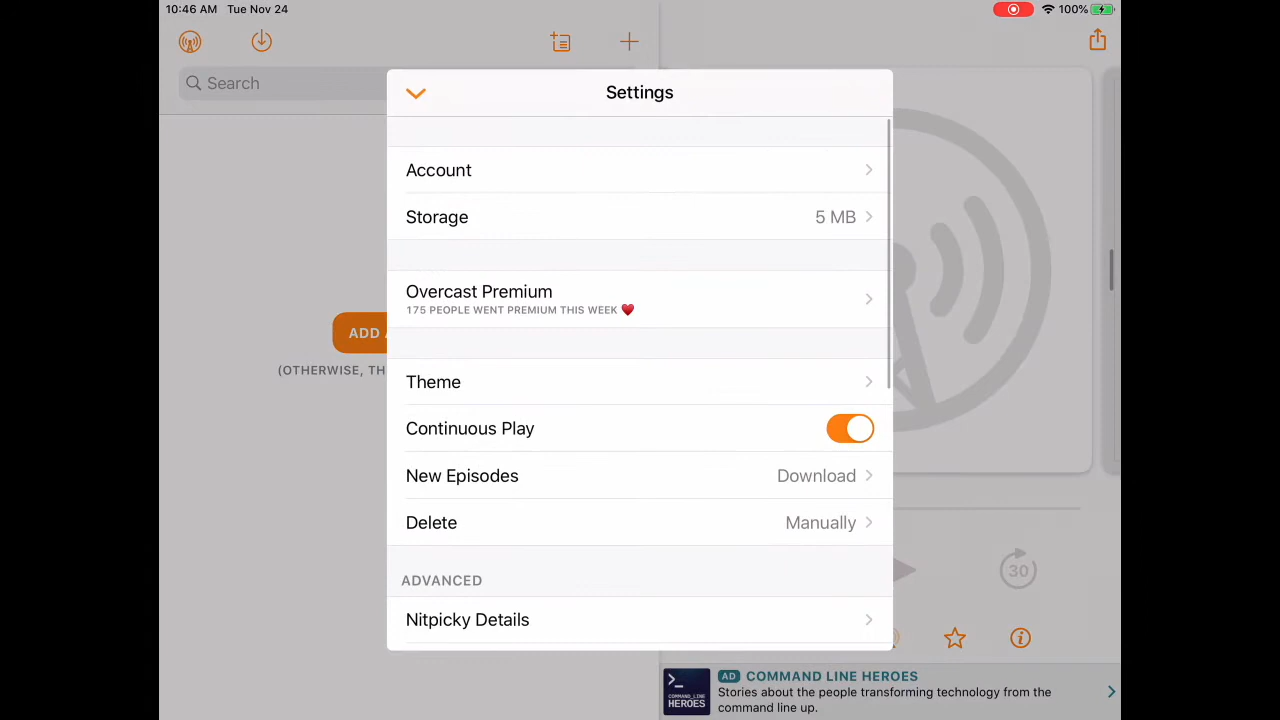 10:46 AM Tue Nov 24
100%
Search
Settings
Account
Storage 5 MB
Overcast Premium
175 PEOPLE WENT PREMIUM THIS WEEK ♥️
ADD
(OTHERWISE, TH
Theme
Continuous Play
New Episodes Download
Delete Manually
ADVANCED
Nitpicky Details
30
AD COMMAND LINE HEROES
Stories about the people transforming technology from the
command line up.
>_
COMMAND_LINE
HEROES